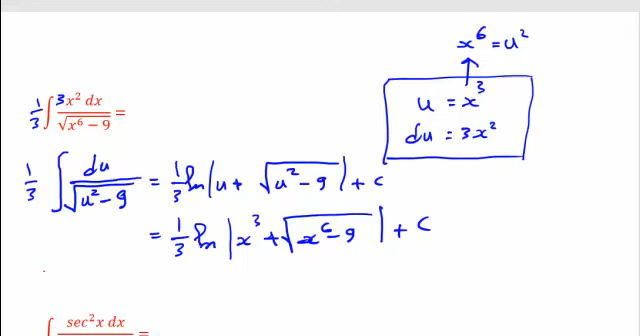 x⁶ = u²
u = x³
du = 3x²
1/3 ∫ 3x² dx / √(x⁶ − 9) =
1/3 ∫ du / √(u² − 9) = 1/3 ln |u + √(u² − 9)| + c
= 1/3 ln |x³ + √(x⁶ − 9)| + c
∫ sec²x dx =